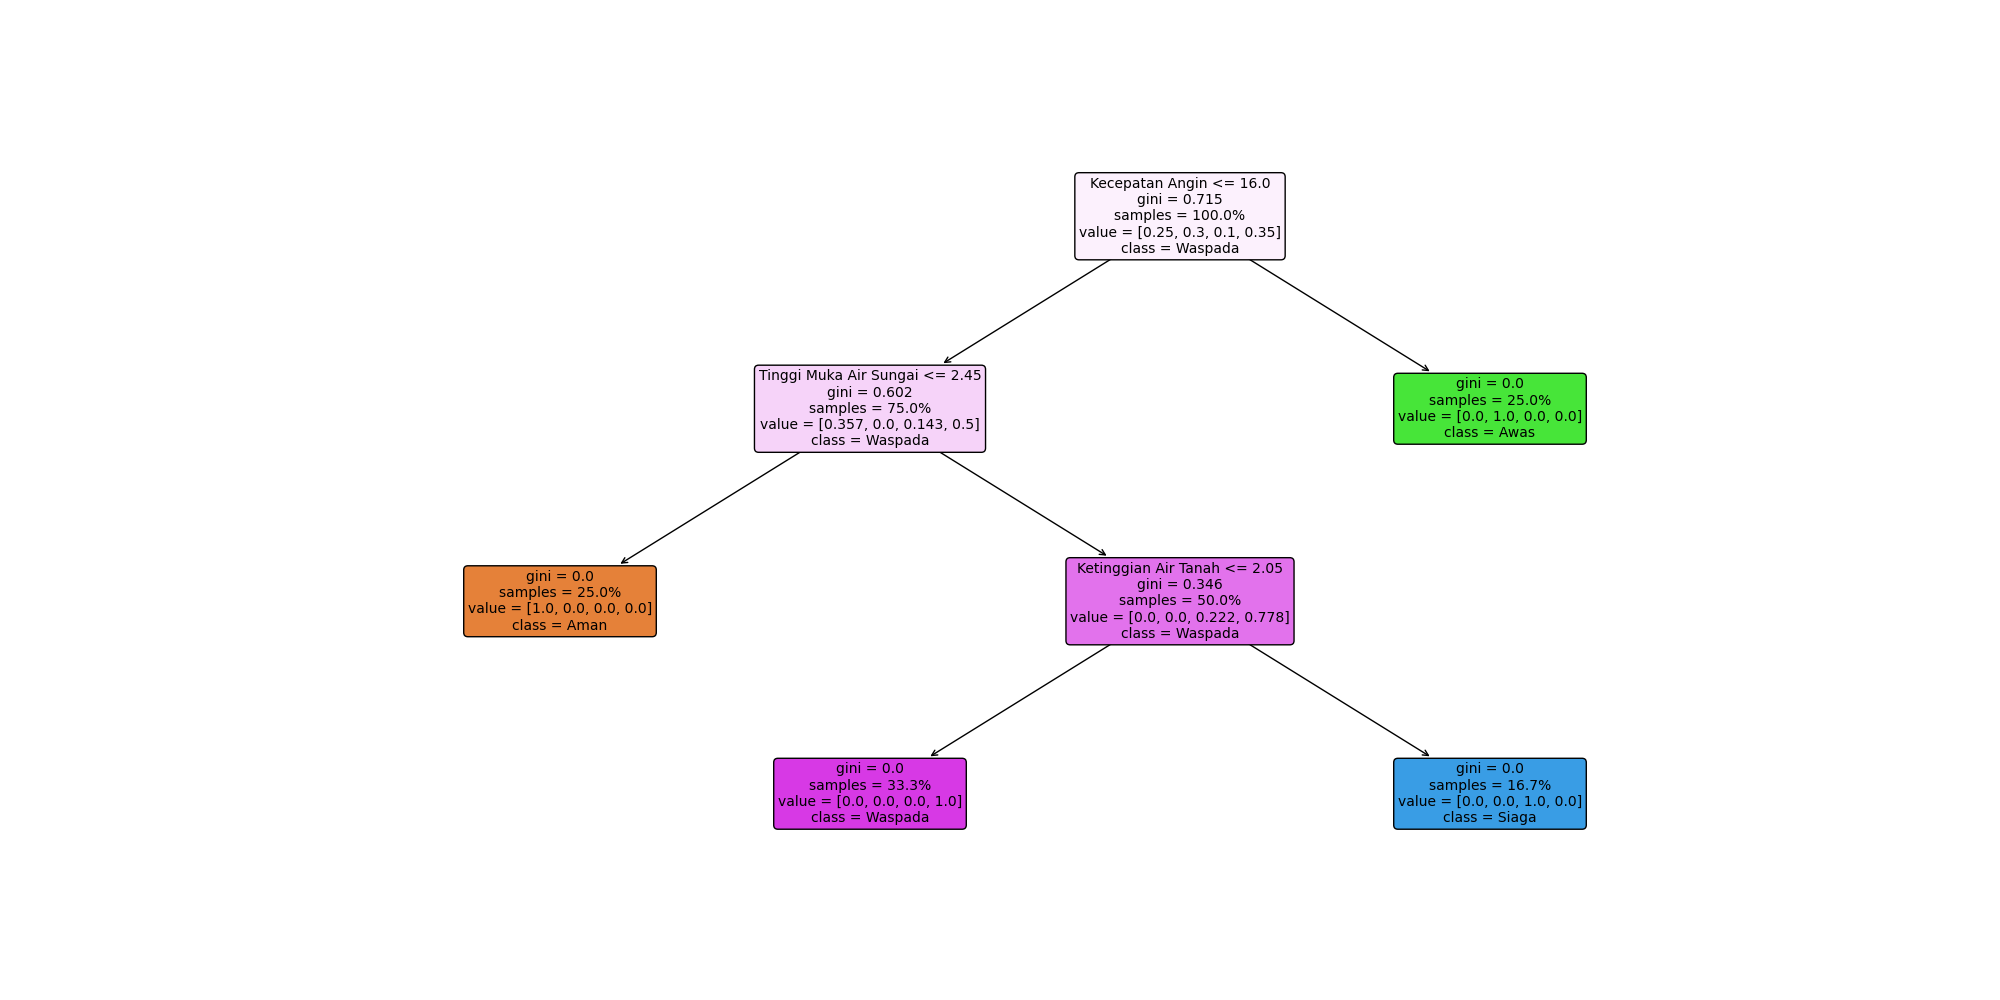 Kecepatan Angin <= 16.0
gini = 0.715
samples = 100.0%
value = [0.25, 0.3, 0.1, 0.35]
class = Waspada
Tinggi Muka Air Sungai <= 2.45
gini = 0.602
samples = 75.0%
value = [0.357, 0.0, 0.143, 0.5]
class = Waspada
gini = 0.0
samples = 25.0%
value = [0.0, 1.0, 0.0, 0.0]
class = Awas
gini = 0.0
samples = 25.0%
value = [1.0, 0.0, 0.0, 0.0]
class = Aman
Ketinggian Air Tanah <= 2.05
gini = 0.346
samples = 50.0%
value = [0.0, 0.0, 0.222, 0.778]
class = Waspada
gini = 0.0
samples = 33.3%
value = [0.0, 0.0, 0.0, 1.0]
class = Waspada
gini = 0.0
samples = 16.7%
value = [0.0, 0.0, 1.0, 0.0]
class = Siaga